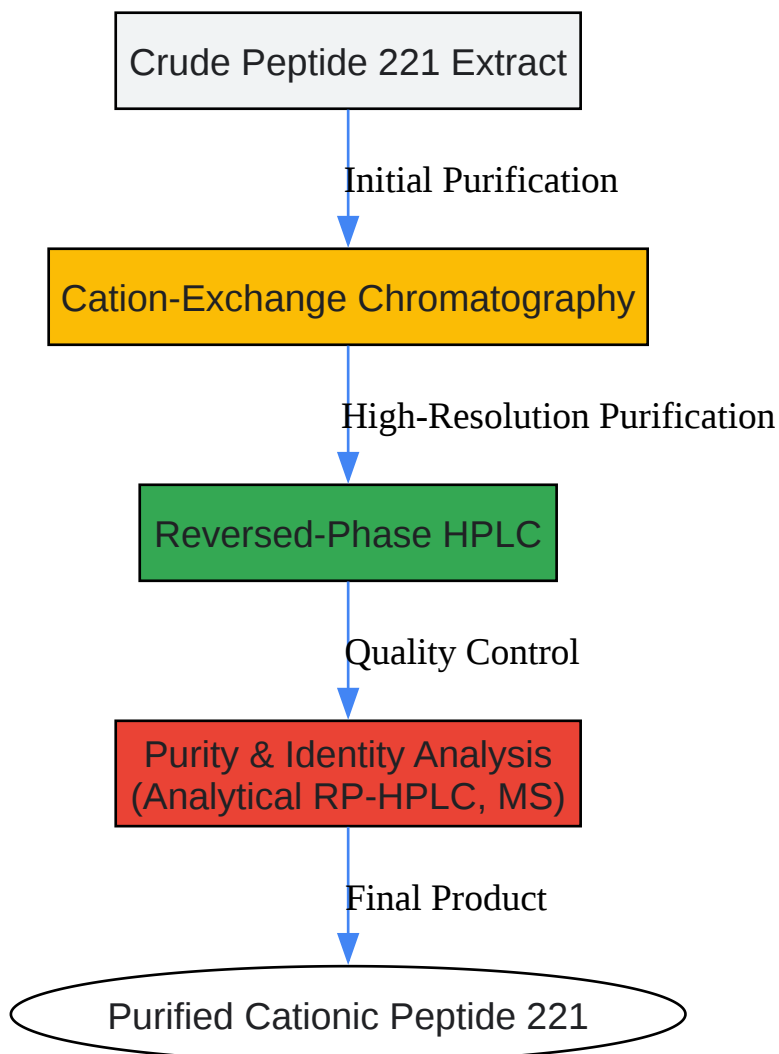 Crude Peptide 221 Extract
Initial Purification
Cation-Exchange Chromatography
High-Resolution Purification
Reversed-Phase HPLC
Quality Control
Purity & Identity Analysis
(Analytical RP-HPLC, MS)
Final Product
Purified Cationic Peptide 221